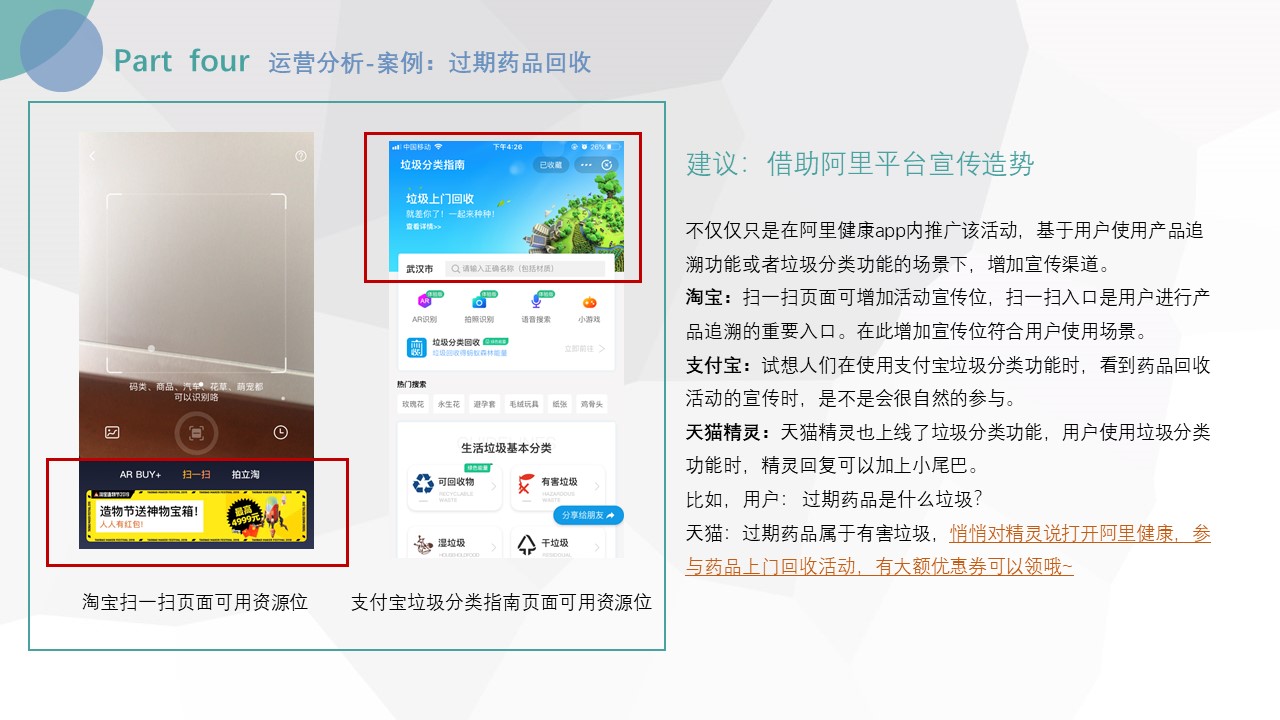 Part four 运营分析-案例：过期药品回收
码类、商品、汽车、花草、萌宠都
可以识别咯
AR BUY+ 扫一扫 拍立淘
淘宝造物节2019
造物节送神物宝箱!
人人有红包!
最高
4999元!
淘宝扫一扫页面可用资源位
中国移动 下午4:26 26%
垃圾分类指南 已收藏
垃圾上门回收
就差你了！一起来种种！
查看详情>>
武汉市 请输入正确名称（包括材质）
AR识别 拍照识别 语音搜索 小游戏
垃圾分类回收
垃圾回收得蚂蚁森林能量
立即前往
热门搜索
玫瑰花 永生花 避孕套 毛绒玩具 纸张 鸡骨头
生活垃圾基本分类
绿色能量
可回收物 有害垃圾
RECYCLABLE WASTE HAZARDOUS WASTE
分享给朋友
湿垃圾 干垃圾
支付宝垃圾分类指南页面可用资源位
建议：借助阿里平台宣传造势
不仅仅只是在阿里健康app内推广该活动，基于用户使用产品追
溯功能或者垃圾分类功能的场景下，增加宣传渠道。
淘宝：扫一扫页面可增加活动宣传位，扫一扫入口是用户进行产
品追溯的重要入口。在此增加宣传位符合用户使用场景。
支付宝：试想人们在使用支付宝垃圾分类功能时，看到药品回收
活动的宣传时，是不是会很自然的参与。
天猫精灵：天猫精灵也上线了垃圾分类功能，用户使用垃圾分类
功能时，精灵回复可以加上小尾巴。
比如，用户： 过期药品是什么垃圾？
天猫：过期药品属于有害垃圾，悄悄对精灵说打开阿里健康，参
与药品上门回收活动，有大额优惠券可以领哦~